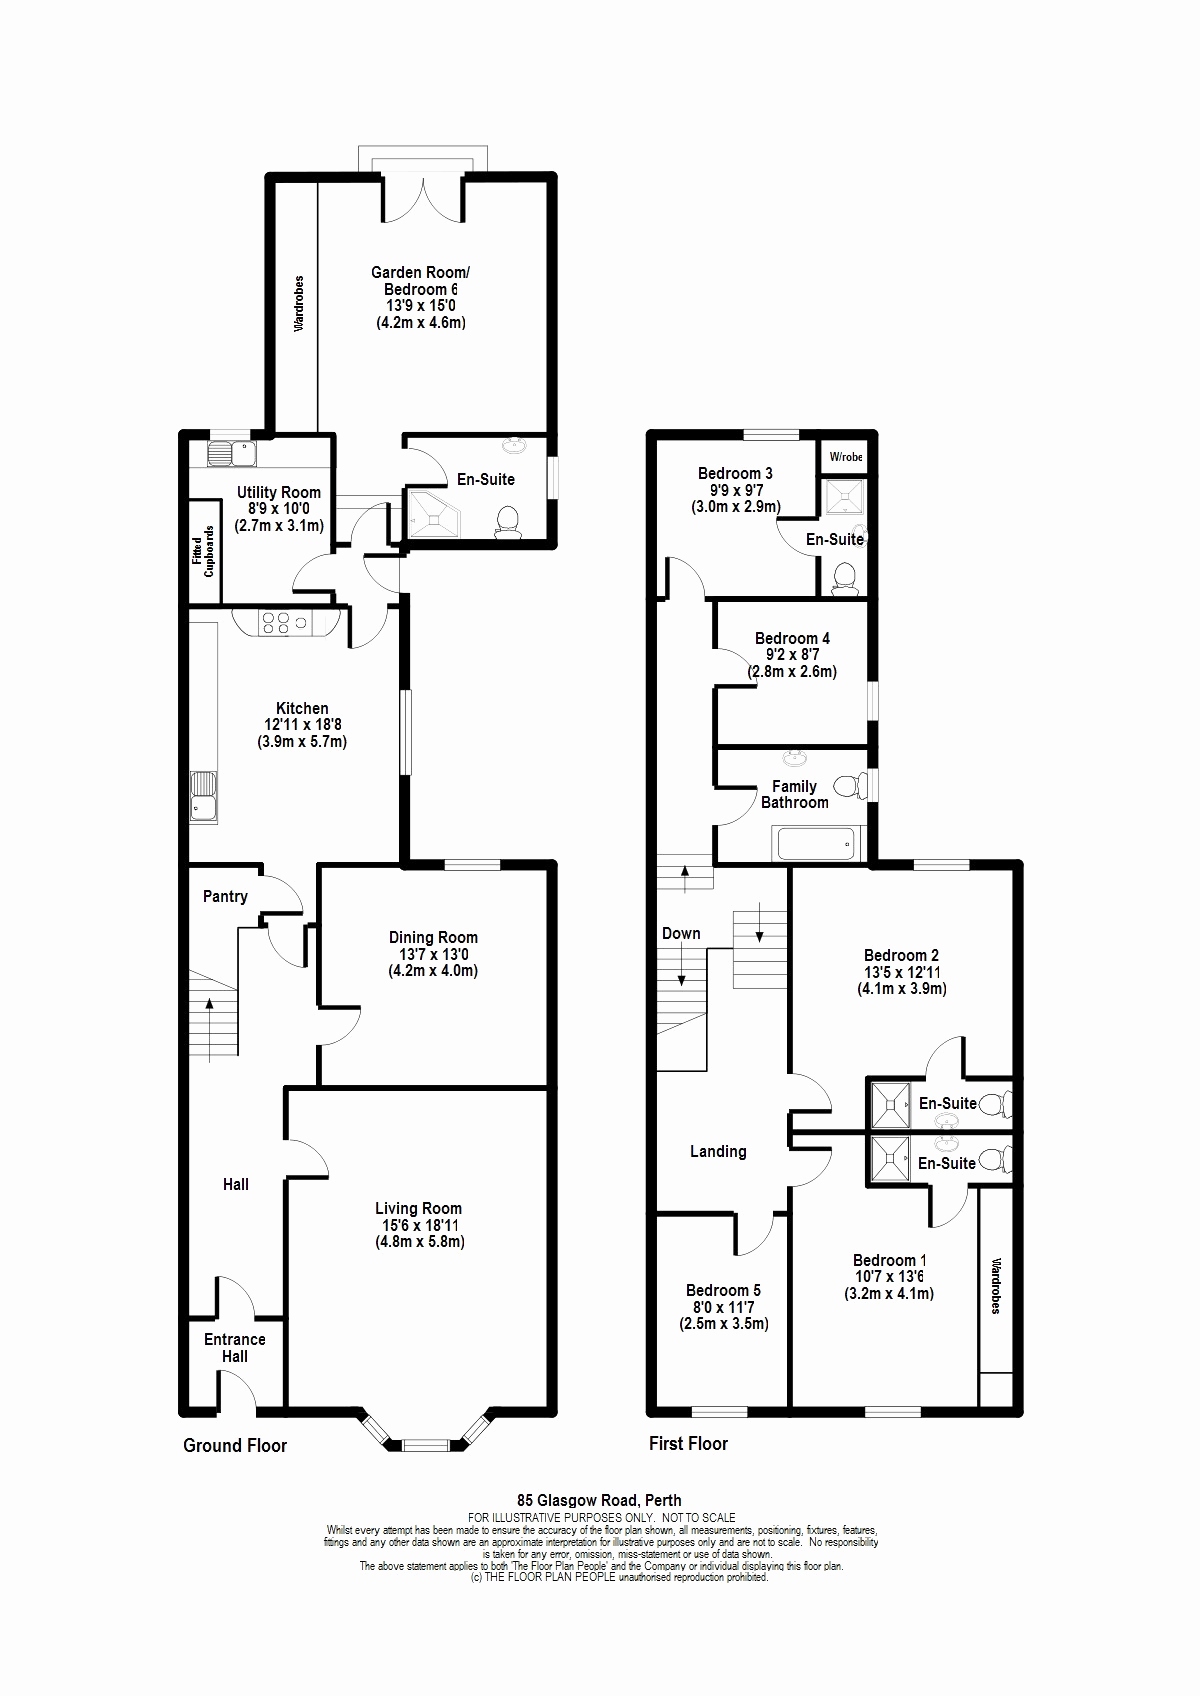 Garden Room/
Bedroom 6
13'9 x 15'0
(4.2m x 4.6m)
Wardrobes
En-Suite
Utility Room
8'9 x 10'0
(2.7m x 3.1m)
Fitted
Cupboards
Kitchen
12'11 x 18'8
(3.9m x 5.7m)
Pantry
Dining Room
13'7 x 13'0
(4.2m x 4.0m)
Hall
Living Room
15'6 x 18'11
(4.8m x 5.8m)
Entrance
Hall
Ground Floor
Bedroom 3
9'9 x 9'7
(3.0m x 2.9m)
W/robe
En-Suite
Bedroom 4
9'2 x 8'7
(2.8m x 2.6m)
Family
Bathroom
Down
Bedroom 2
13'5 x 12'11
(4.1m x 3.9m)
En-Suite
Landing
En-Suite
Bedroom 1
10'7 x 13'6
(3.2m x 4.1m)
Wardrobes
Bedroom 5
8'0 x 11'7
(2.5m x 3.5m)
First Floor
85 Glasgow Road, Perth
FOR ILLUSTRATIVE PURPOSES ONLY. NOT TO SCALE
Whilst every attempt has been made to ensure the accuracy of the floor plan shown, all measurements, positioning, fixtures, features,
fittings and any other data shown are an approximate interpretation for illustrative purposes only and are not to scale. No responsibility
is taken for any error, omission, miss-statement or use of data shown.
The above statement applies to both 'The Floor Plan People' and the Company or individual displaying this floor plan.
(c) THE FLOOR PLAN PEOPLE unauthorised reproduction prohibited.